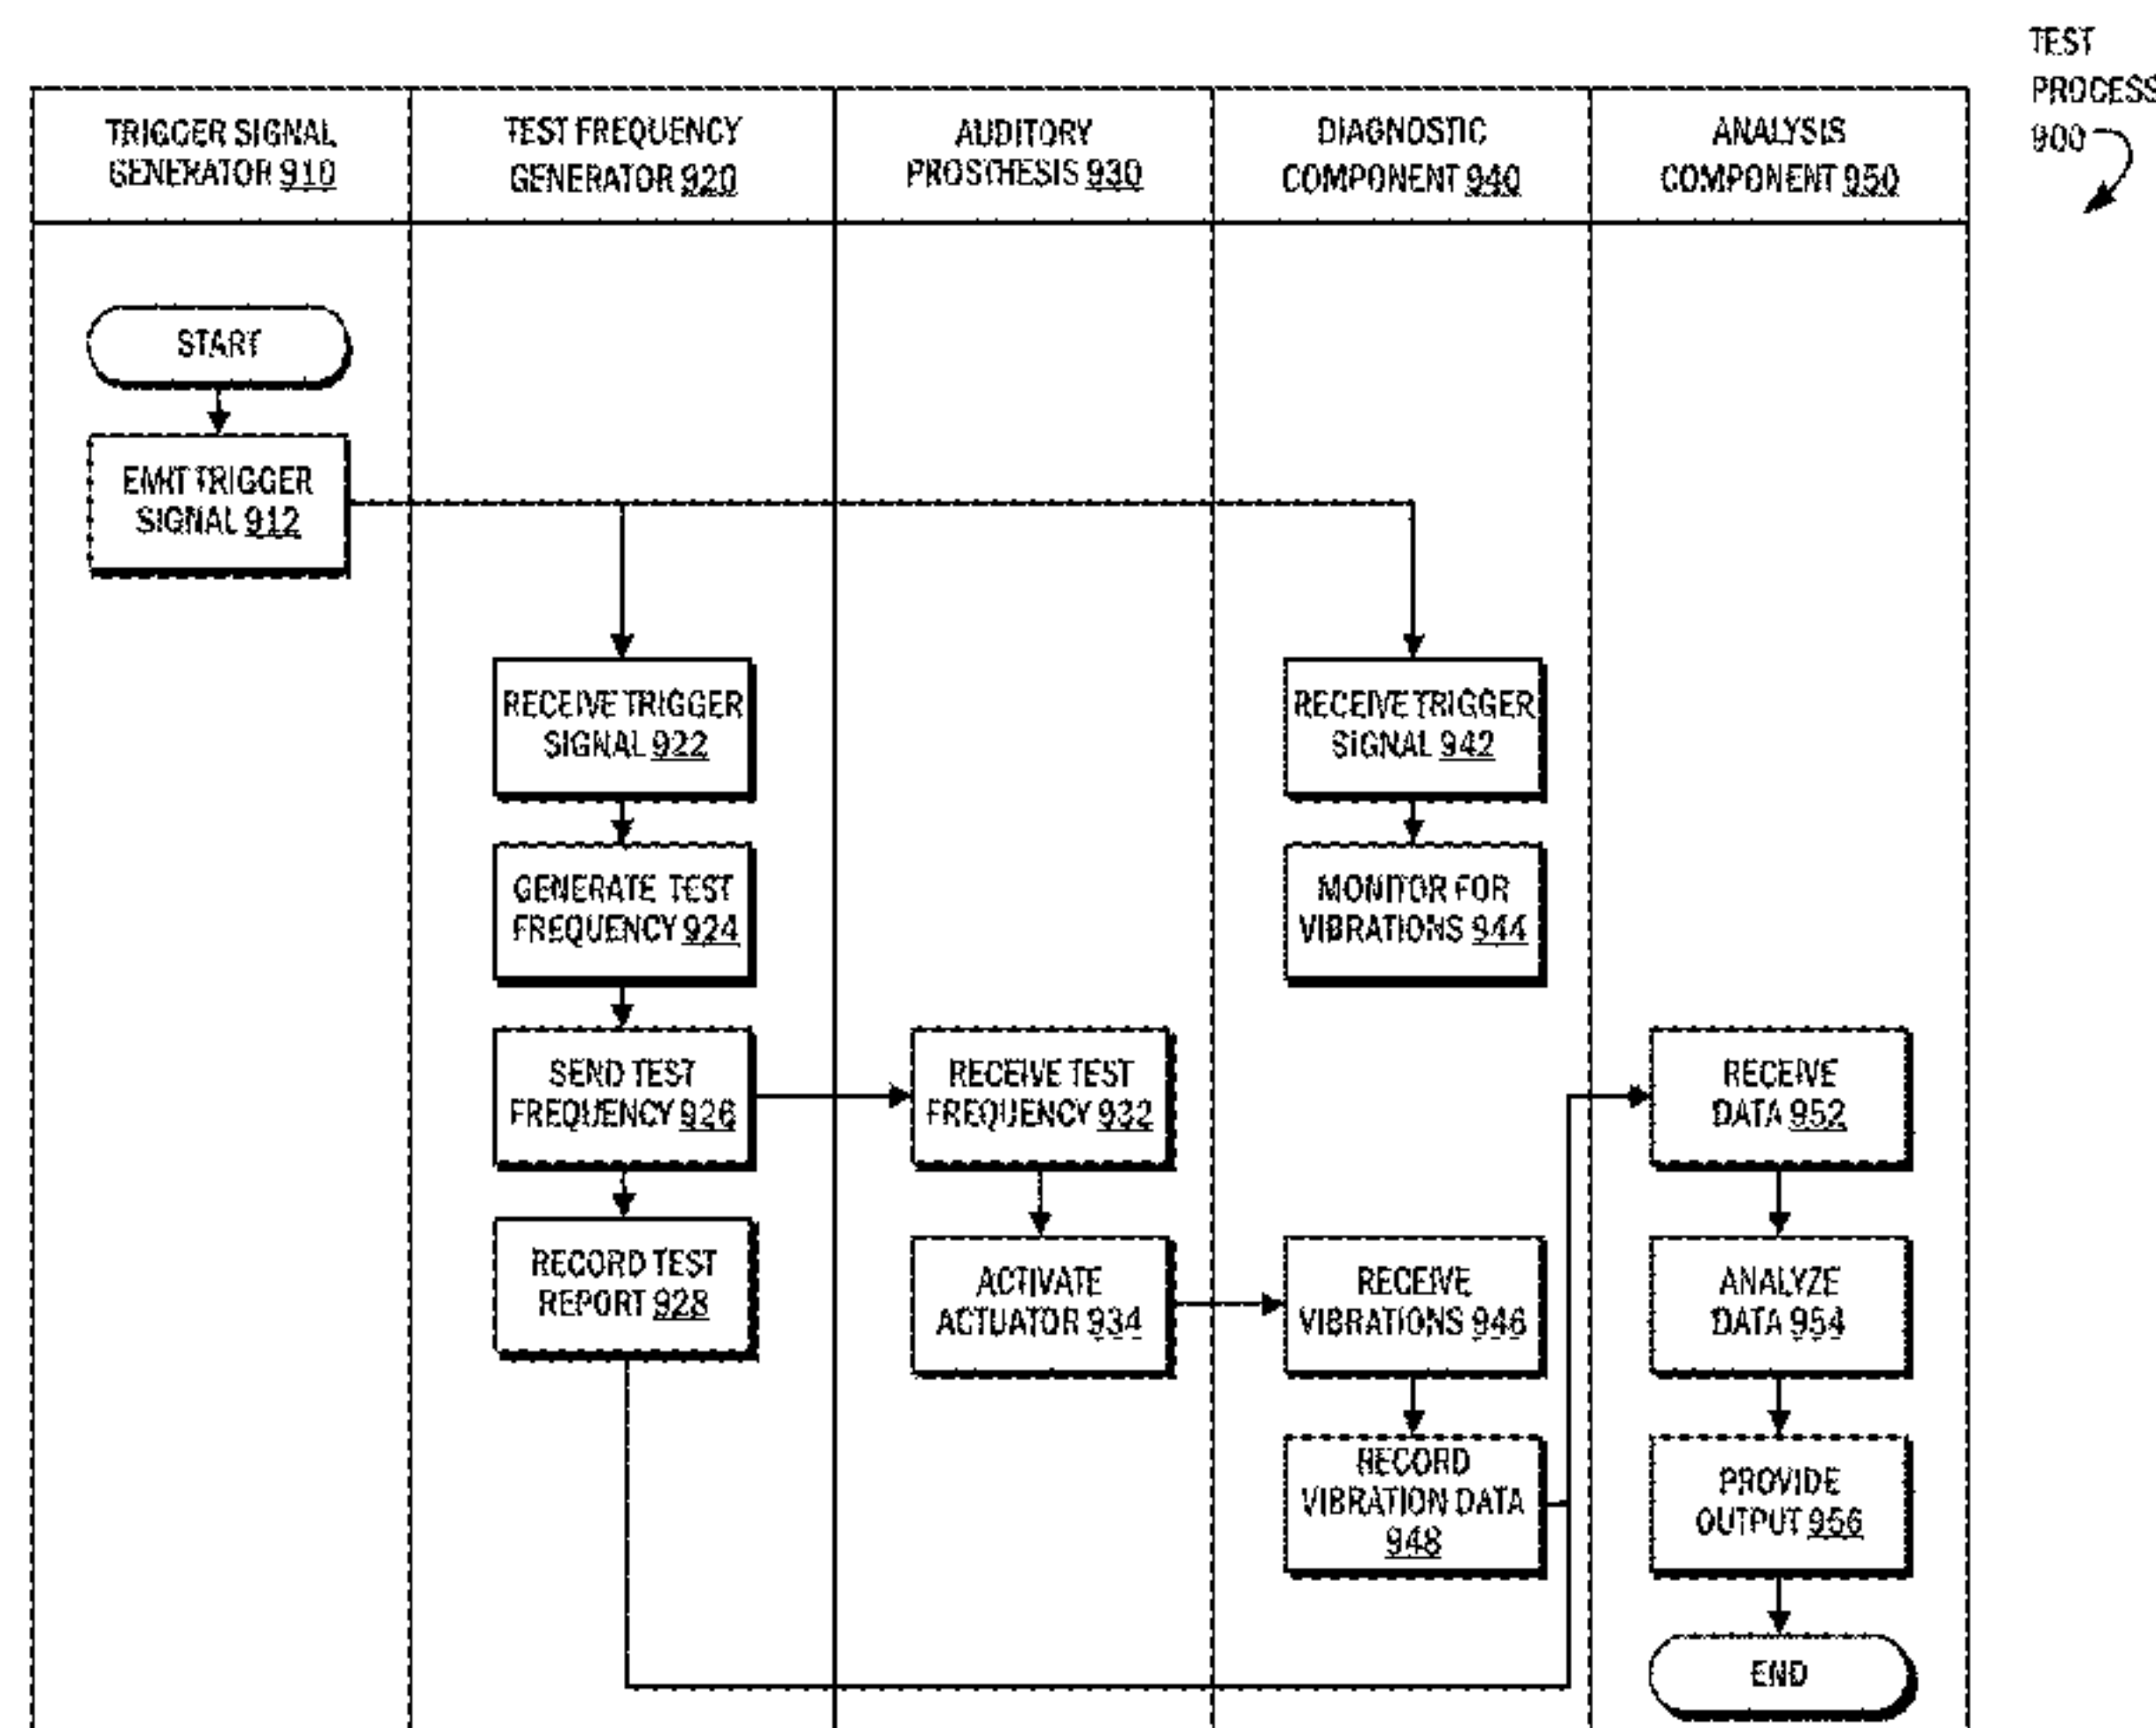 TEST
PROCESS
900
TRIGGER SIGNAL
GENERATOR 910
TEST FREQUENCY
GENERATOR 920
AUDITORY
PROSTHESIS 930
DIAGNOSTIC
COMPONENT 940
ANALYSIS
COMPONENT 950
START
EMIT TRIGGER
SIGNAL 912
RECEIVE TRIGGER
SIGNAL 922
RECEIVE TRIGGER
SIGNAL 942
GENERATE TEST
FREQUENCY 924
MONITOR FOR
VIBRATIONS 944
SEND TEST
FREQUENCY 926
RECEIVE TEST
FREQUENCY 932
RECEIVE
DATA 952
RECORD TEST
REPORT 928
ACTIVATE
ACTUATOR 934
RECEIVE
VIBRATIONS 946
ANALYZE
DATA 954
RECORD
VIBRATION DATA
948
PROVIDE
OUTPUT 956
END